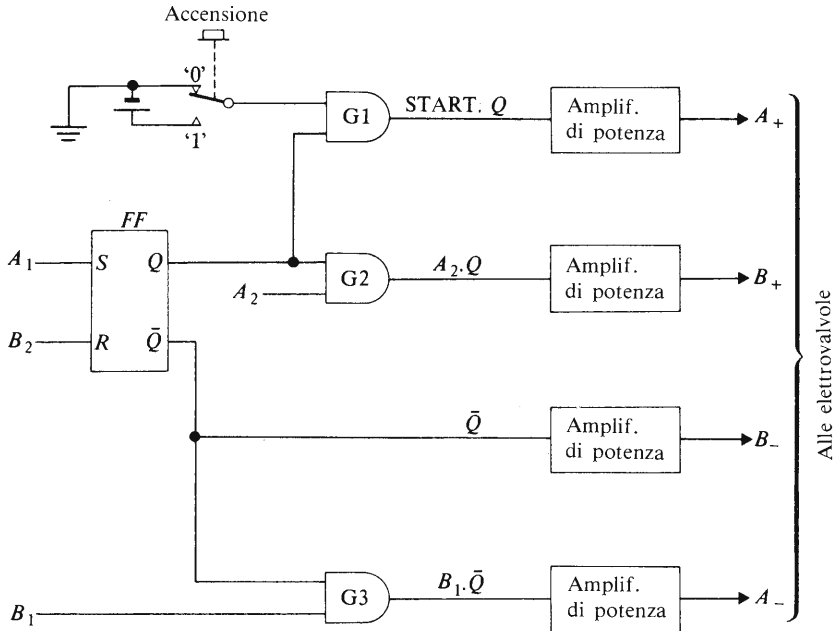 Accensione
'0'
'1'
G1
START. Q
Amplif.
di potenza
A₊
FF
A₁
S
Q
G2
A₂
A₂.Q
Amplif.
di potenza
B₊
B₂
R
Q̄
Q̄
Amplif.
di potenza
B₋
B₁
G3
B₁.Q̄
Amplif.
di potenza
A₋
Alle elettrovalvole